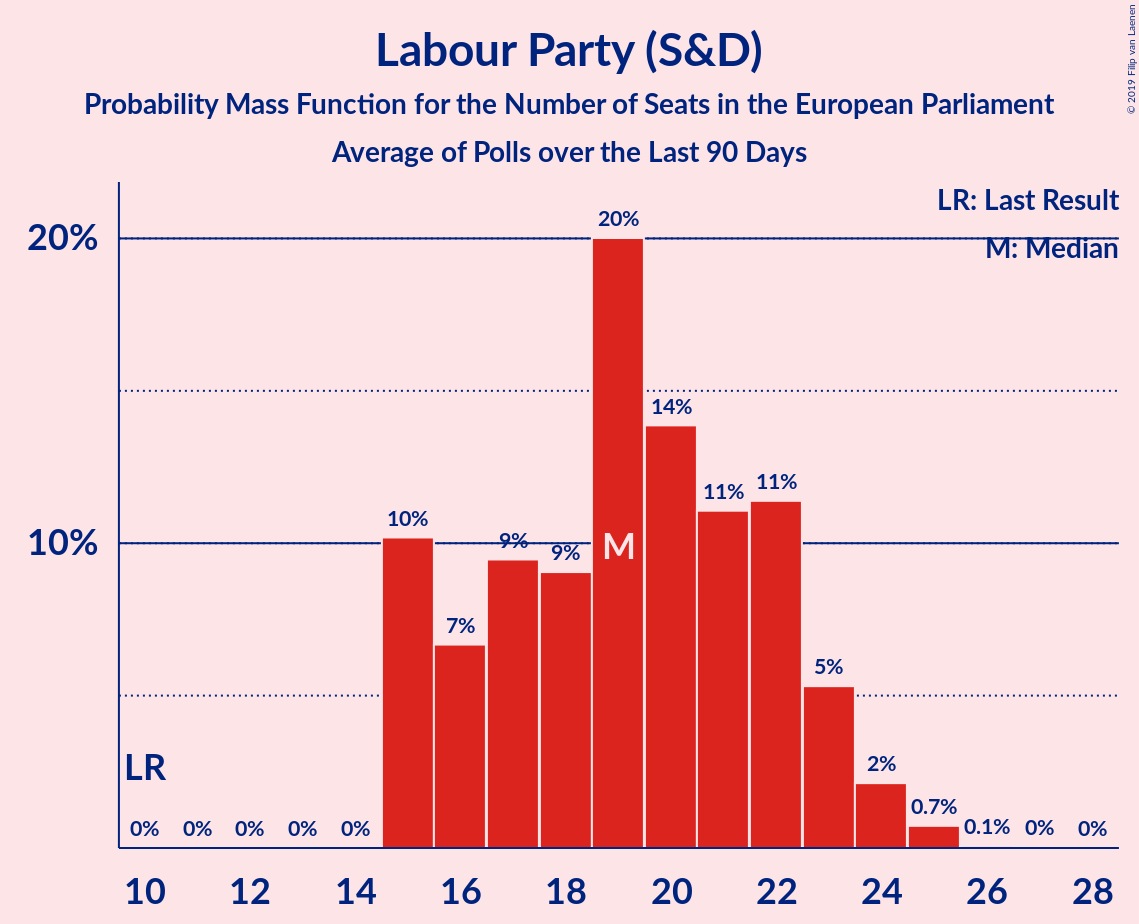 Labour Party (S&D)
Probability Mass Function for the Number of Seats in the European Parliament
Average of Polls over the Last 90 Days
© 2019 Filip van Laenen
LR: Last Result
M: Median
20%
10%
20%
14%
11%
11%
10%
9%
9%
M
7%
5%
2%
0.7%
0.1%
0%
0%
LR
0%
0%
0%
0%
0%
10 12 14 16 18 20 22 24 26 28